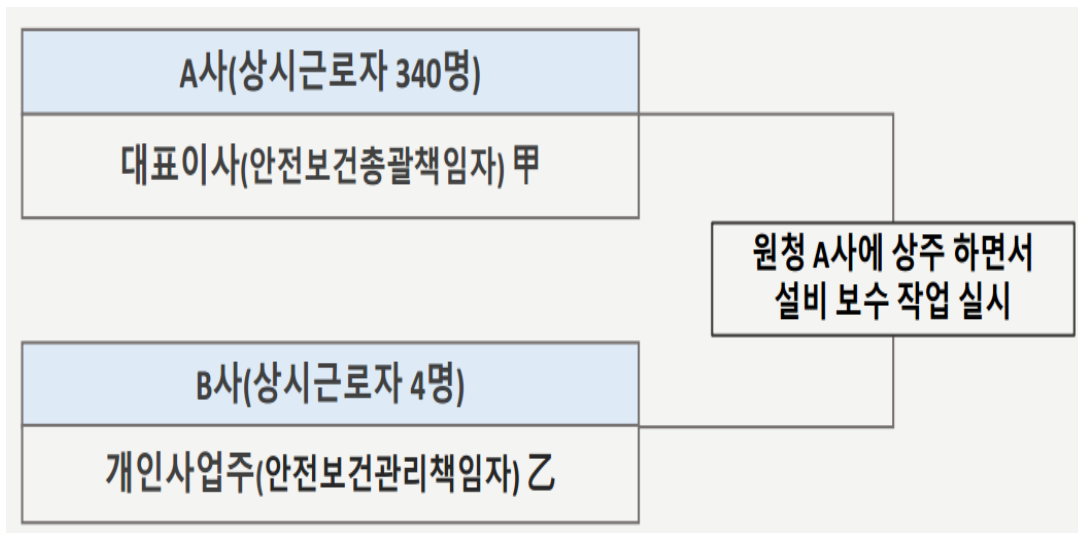 A사(상시근로자 340명)
대표이사(안전보건총괄책임자) 甲
원청 A사에 상주 하면서
설비 보수 작업 실시
B사(상시근로자 4명)
개인사업주(안전보건관리책임자) 乙